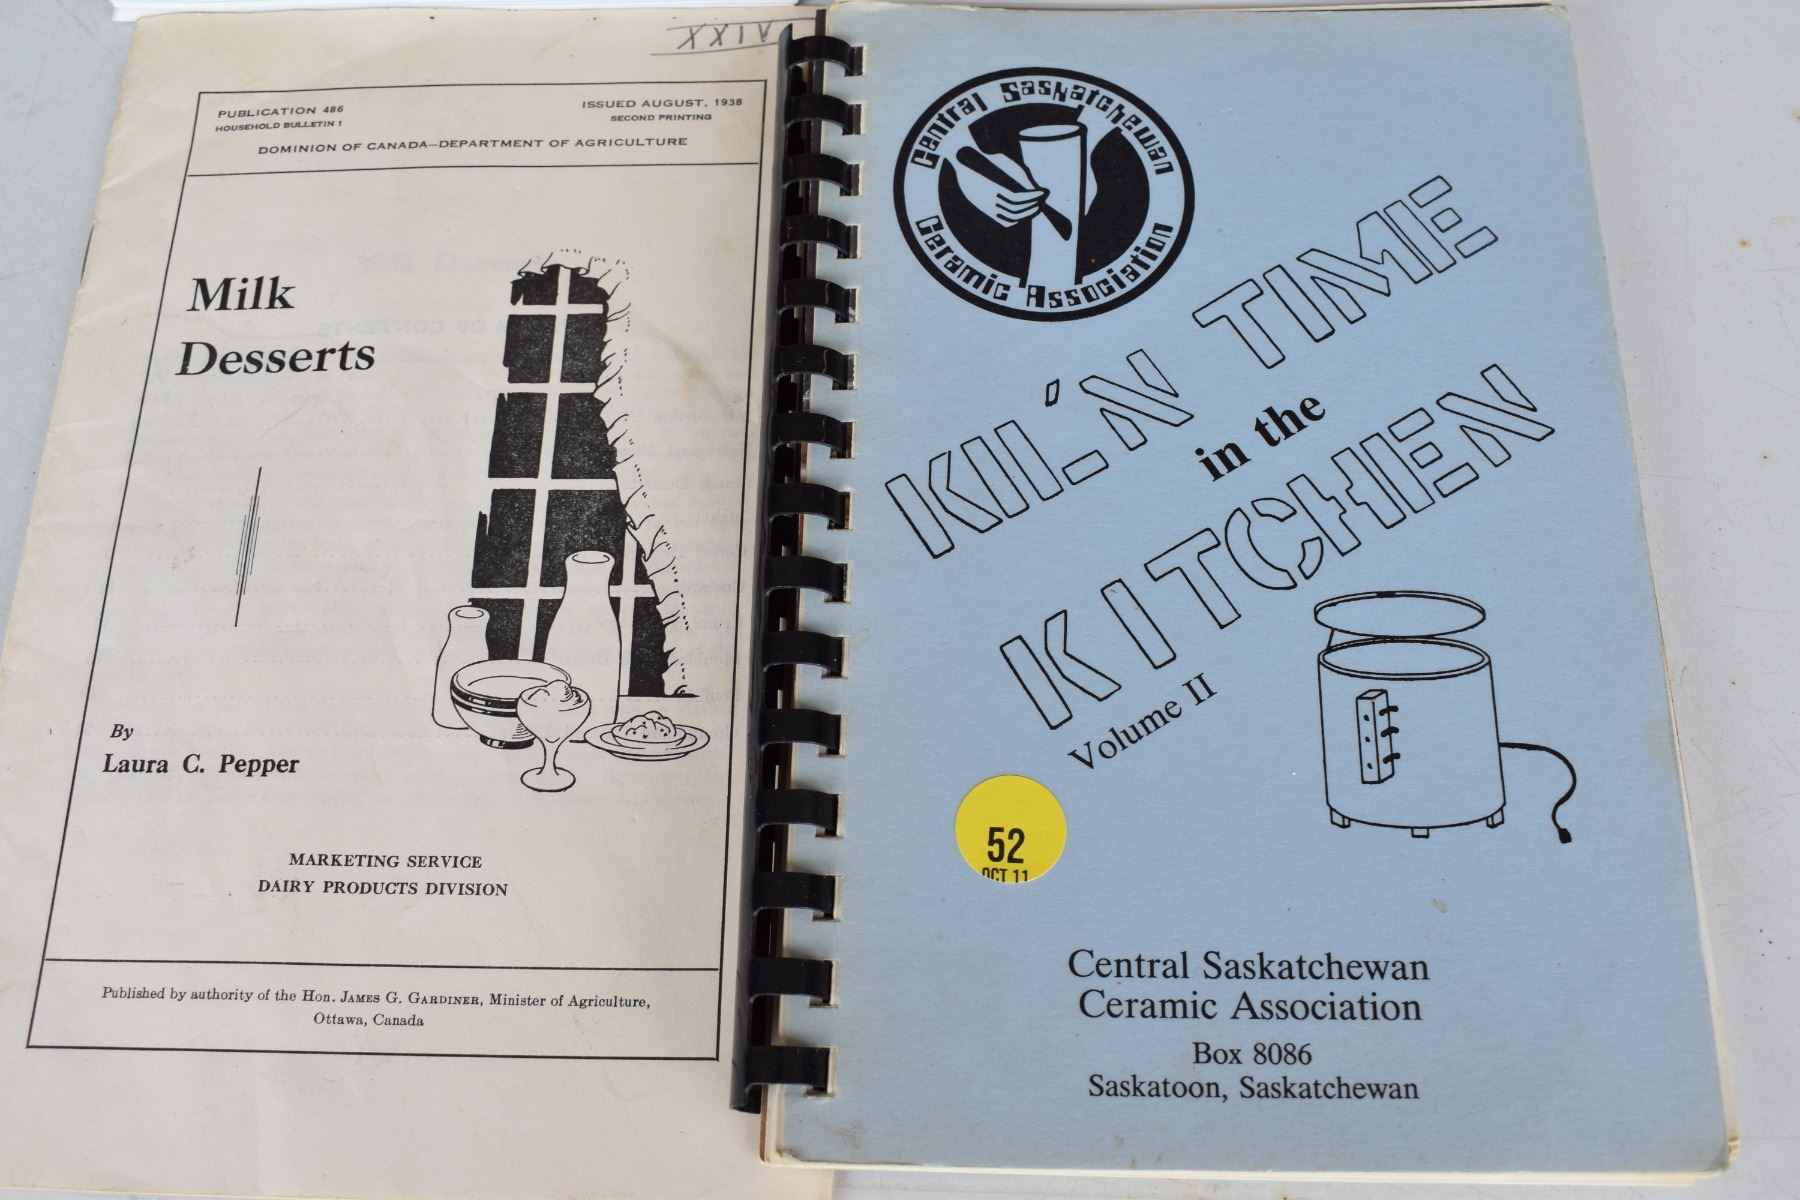 XXIV
PUBLICATION 486
HOUSEHOLD BULLETIN 1
ISSUED AUGUST, 1938
SECOND PRINTING
DOMINION OF CANADA—DEPARTMENT OF AGRICULTURE
Milk
Desserts
By
Laura C. Pepper
MARKETING SERVICE
DAIRY PRODUCTS DIVISION
Published by authority of the Hon. JAMES G. GARDINER, Minister of Agriculture,
Ottawa, Canada
Central Saskatchewan
Ceramic Association
KIL'N TIME
in the
KITCHEN
Volume II
52
OCT 11
Central Saskatchewan
Ceramic Association
Box 8086
Saskatoon, Saskatchewan